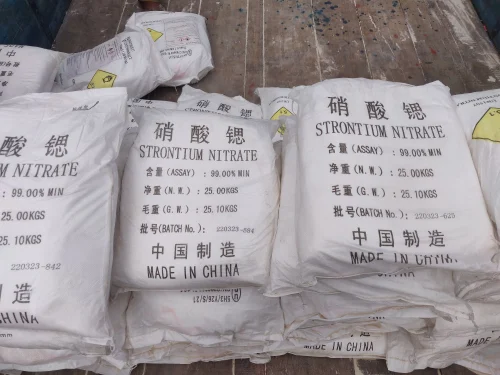 硝酸锶
STRONTIUM NITRATE
含量(ASSAY) : 99.00%MIN
净重(N.W.) : 25.00KGS
毛重(G.W.) : 25.10KGS
批号(BATCH No.): 220323-623
中国制造
MADE IN CHINA
硝酸锶
STRONTIUM NITRATE
含量(ASSAY) : 99.00%MIN
净重(N.W.) : 25.00KGS
毛重(G.W.) : 25.10KGS
批号(BATCH No.): 220323-884
中国制造
MADE IN CHINA
酸锶
IUM NITRATE
: 99.00%MIN
: 25.00KGS
: 25.10KGS
220323-842
制造
CHINA
MADE IN CHINA